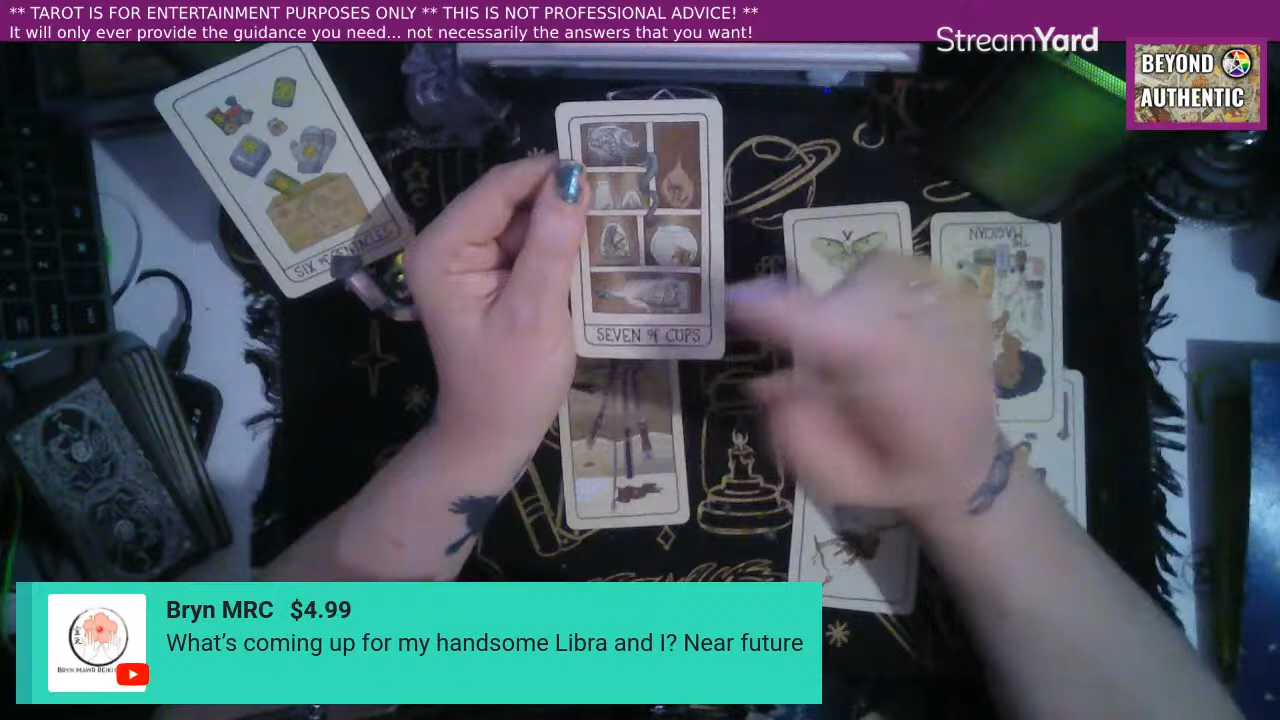 ** TAROT IS FOR ENTERTAINMENT PURPOSES ONLY ** THIS IS NOT PROFESSIONAL ADVICE! **
It will only ever provide the guidance you need... not necessarily the answers that you want!
StreamYard
BEYOND
AUTHENTIC
SIX OF PENTACLES
THE
MAGICIAN
V
SEVEN OF CUPS
Bryn MRC $4.99
What’s coming up for my handsome Libra and I? Near future